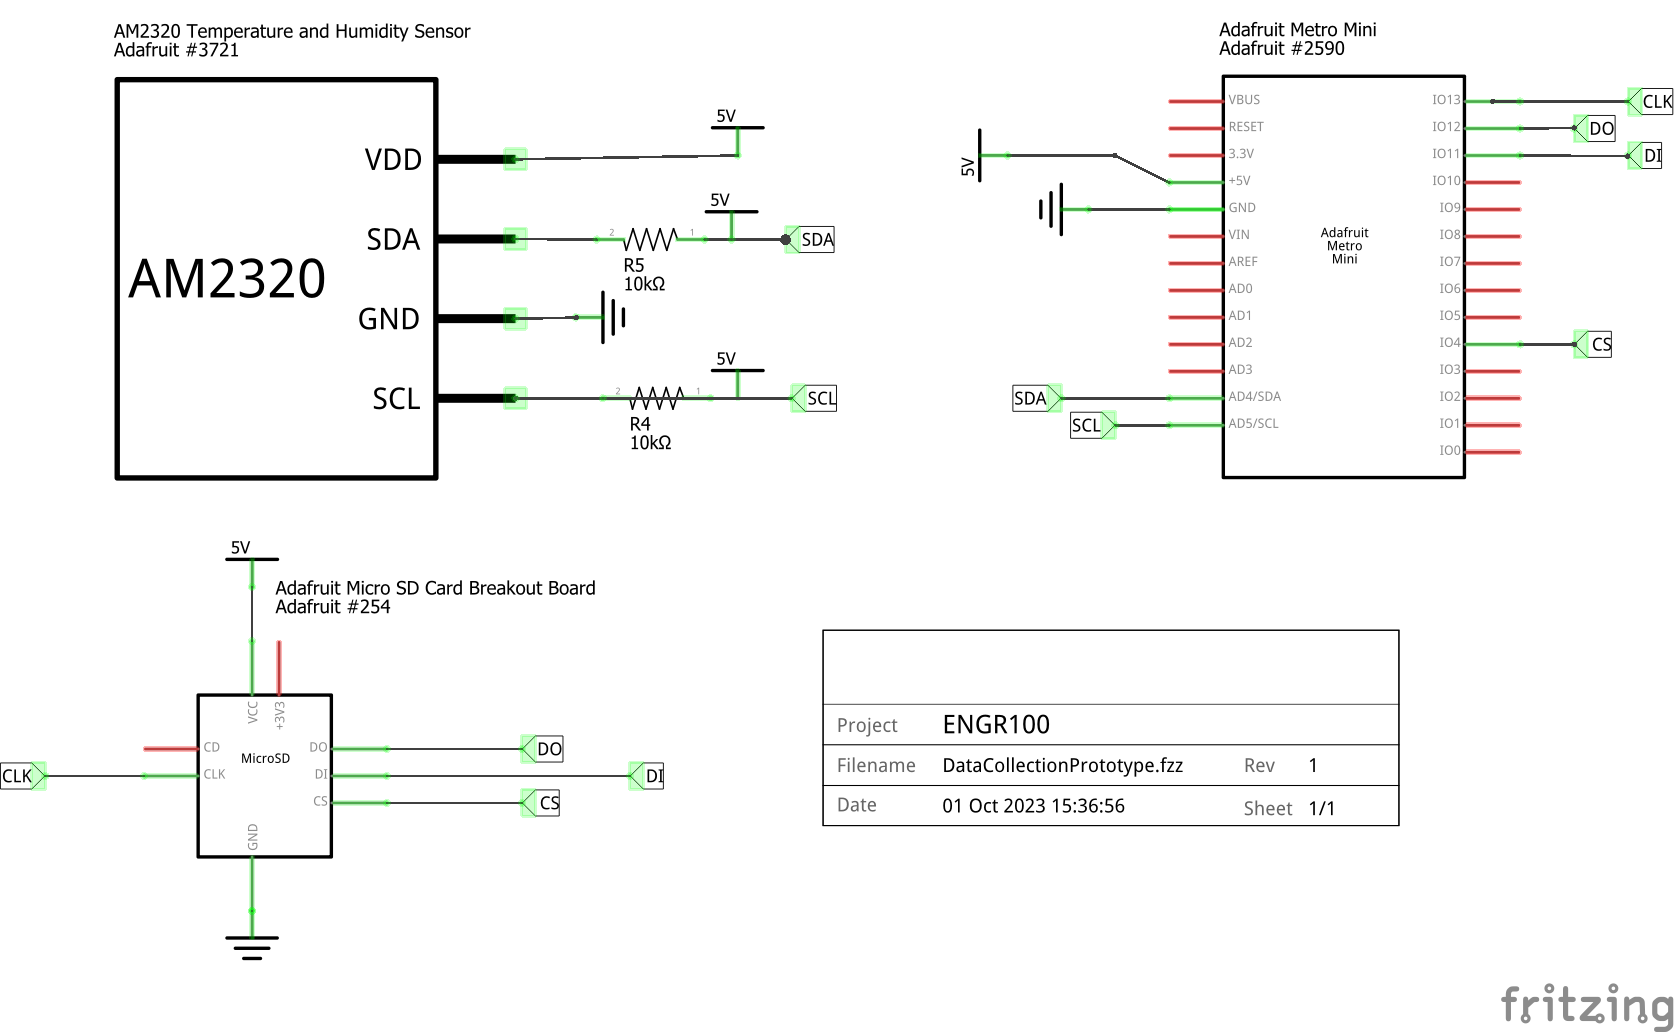 AM2320 Temperature and Humidity Sensor
Adafruit #3721
AM2320
VDD
SDA
GND
SCL
5V
5V
2
1
SDA
R5
10kΩ
5V
2
1
SCL
R4
10kΩ
Adafruit Metro Mini
Adafruit #2590
VBUS
RESET
3.3V
+5V
GND
VIN
AREF
AD0
AD1
AD2
AD3
AD4/SDA
AD5/SCL
Adafruit
Metro
Mini
IO13
IO12
IO11
IO10
IO9
IO8
IO7
IO6
IO5
IO4
IO3
IO2
IO1
IO0
5V
SDA
SCL
CLK
DO
DI
CS
5V
Adafruit Micro SD Card Breakout Board
Adafruit #254
VCC
+3V3
CD
CLK
MicroSD
DO
DI
CS
GND
CLK
DO
DI
CS
Project ENGR100
Filename DataCollectionPrototype.fzz Rev 1
Date 01 Oct 2023 15:36:56 Sheet 1/1
fritzing